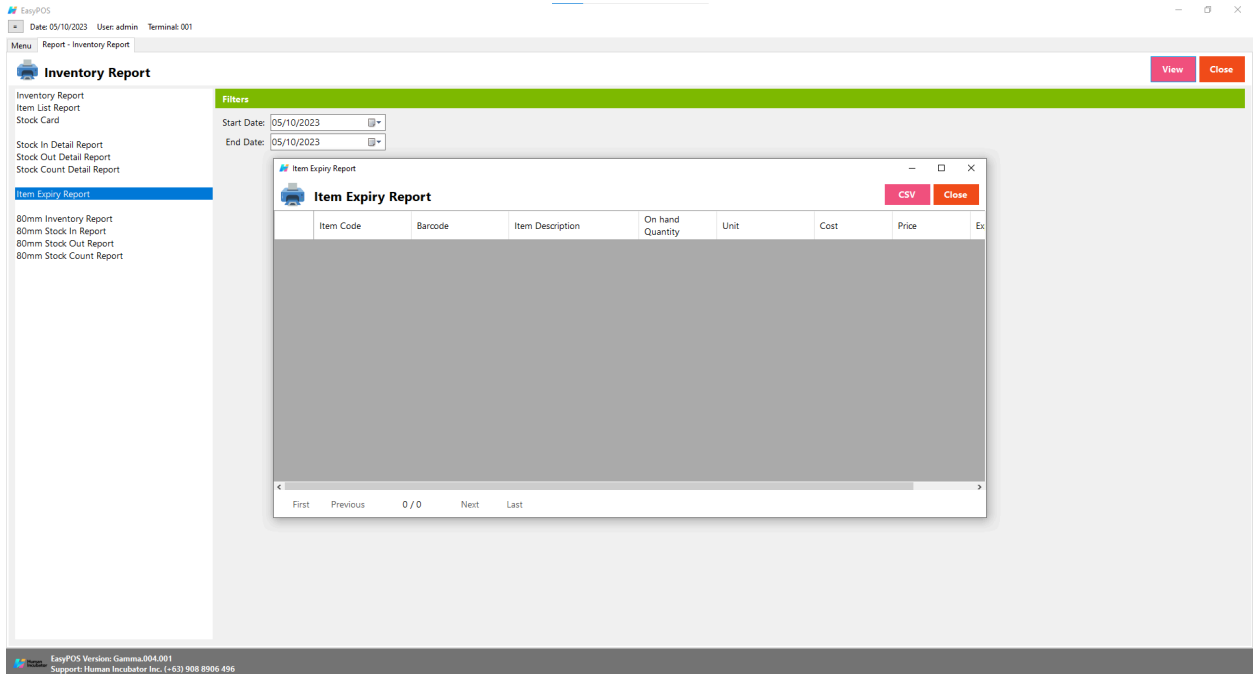 EasyPOS
Date: 05/10/2023 User: admin Terminal: 001
Menu Report - Inventory Report
Inventory Report
View Close
Inventory Report
Item List Report
Stock Card
Stock In Detail Report
Stock Out Detail Report
Stock Count Detail Report
Item Expiry Report
80mm Inventory Report
80mm Stock In Report
80mm Stock Out Report
80mm Stock Count Report
Filters
Start Date: 05/10/2023
End Date: 05/10/2023
Item Expiry Report
Item Expiry Report
CSV Close
Item Code Barcode Item Description On hand Quantity Unit Cost Price Ex
First Previous 0 / 0 Next Last
Human Incubator
EasyPOS Version: Gamma.004.001
Support: Human Incubator Inc. (+63) 908 8906 496